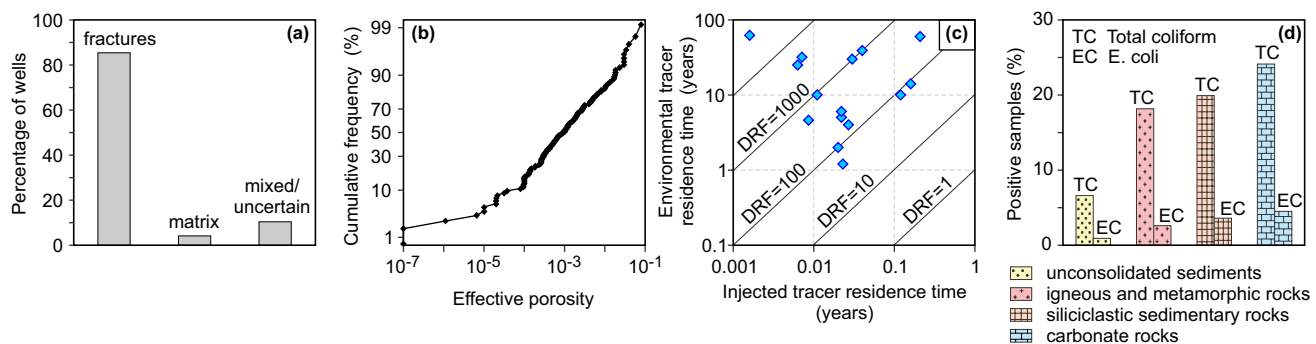 (a)
Percentage of wells
100
80
60
40
20
0
fractures
matrix
mixed/
uncertain
(b)
Cumulative frequency (%)
99
90
70
50
30
10
1
10-7
10-5
10-3
10-1
Effective porosity
(c)
Environmental tracer
residence time (years)
100
10
1
0.1
DRF=1000
DRF=100
DRF=10
DRF=1
0.001
0.01
0.1
1
Injected tracer residence time
(years)
(d)
Positive samples (%)
30
20
10
0
TC Total coliform
EC E. coli
TC
EC
TC
EC
TC
EC
TC
EC
unconsolidated sediments
igneous and metamorphic rocks
siliciclastic sedimentary rocks
carbonate rocks